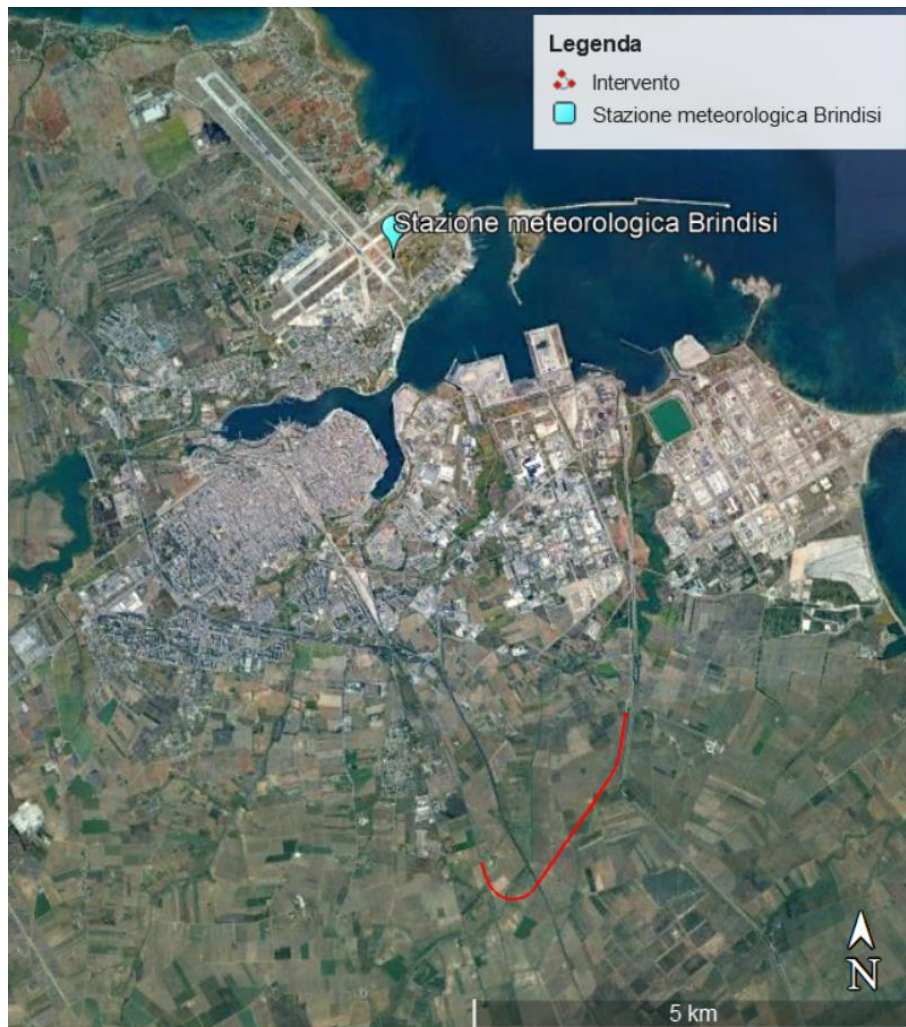 Legenda
Intervento
Stazione meteorologica Brindisi
Stazione meteorologica Brindisi
N
5 km